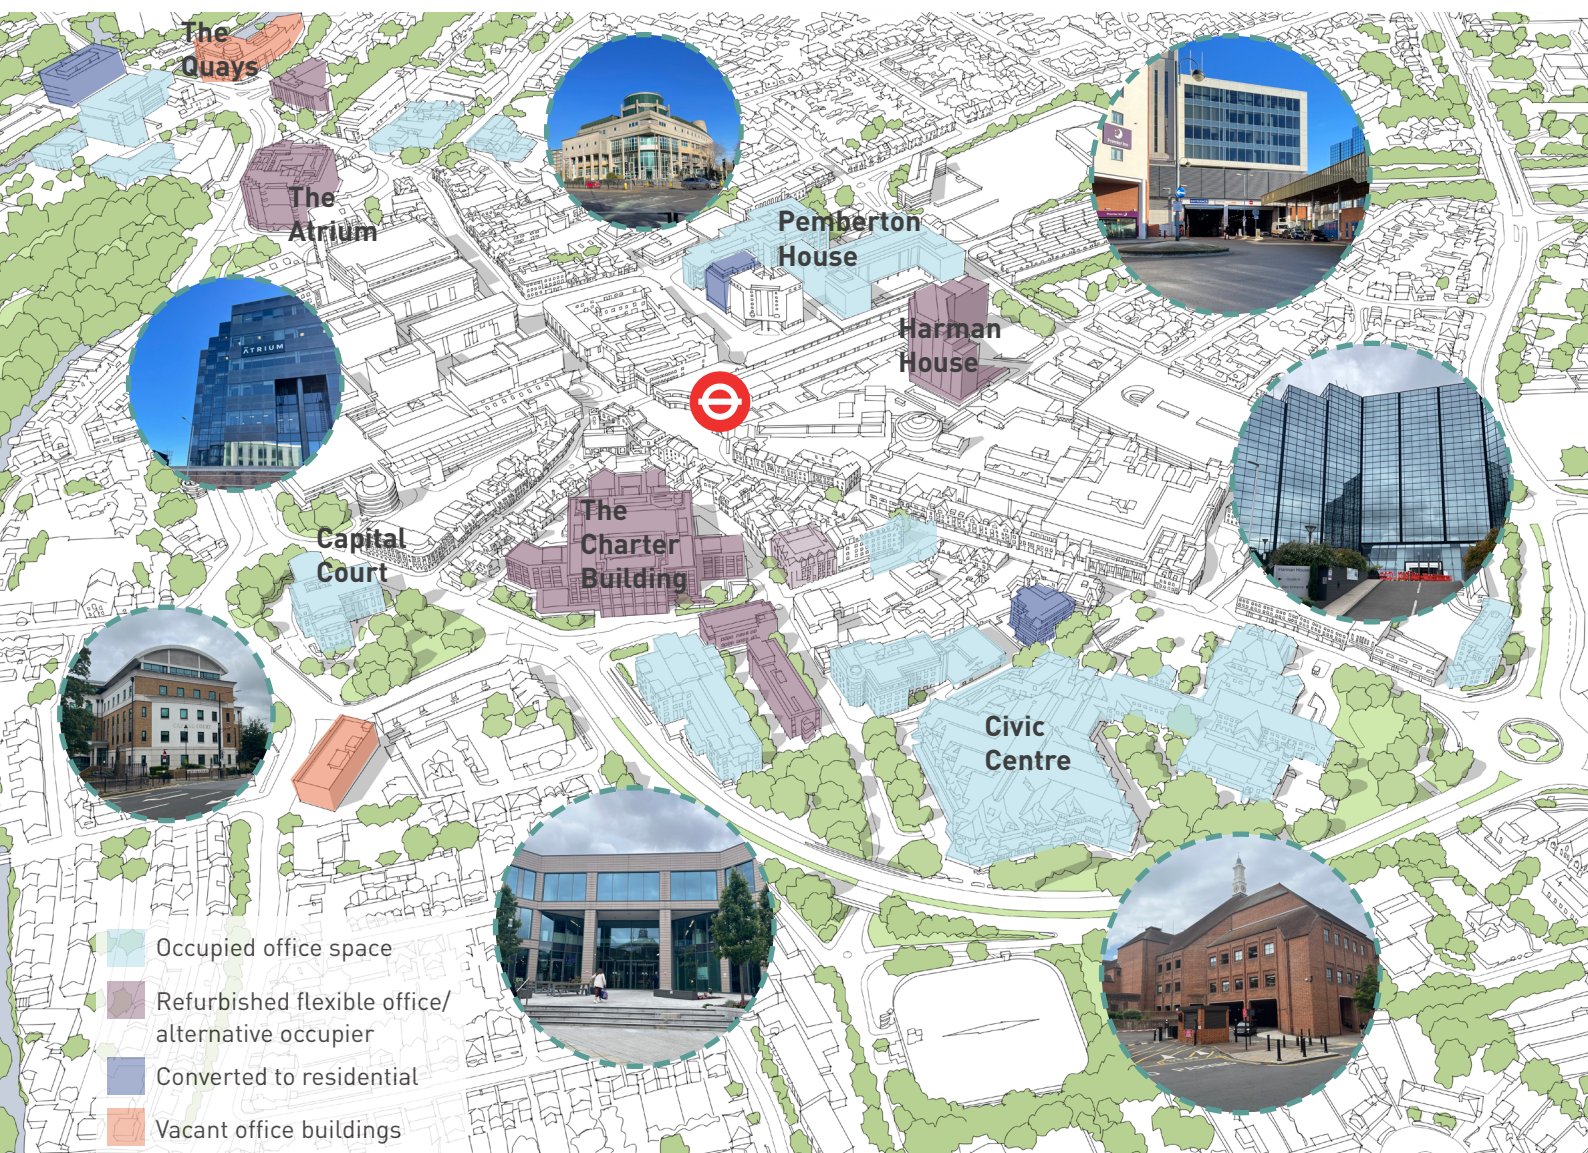 The
Quays
The
Atrium
Pemberton
House
Harman
House
ATRIUM
The
Charter
Building
Capital
Court
Civic
Centre
Occupied office space
Refurbished flexible office/
alternative occupier
Converted to residential
Vacant office buildings